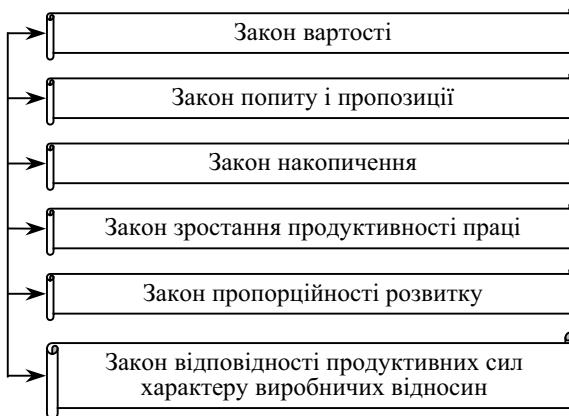 Закон вартості
Закон попиту і пропозиції
Закон накопичення
Закон зростання продуктивності праці
Закон пропорційності розвитку
Закон відповідності продуктивних сил
характеру виробничих відносин